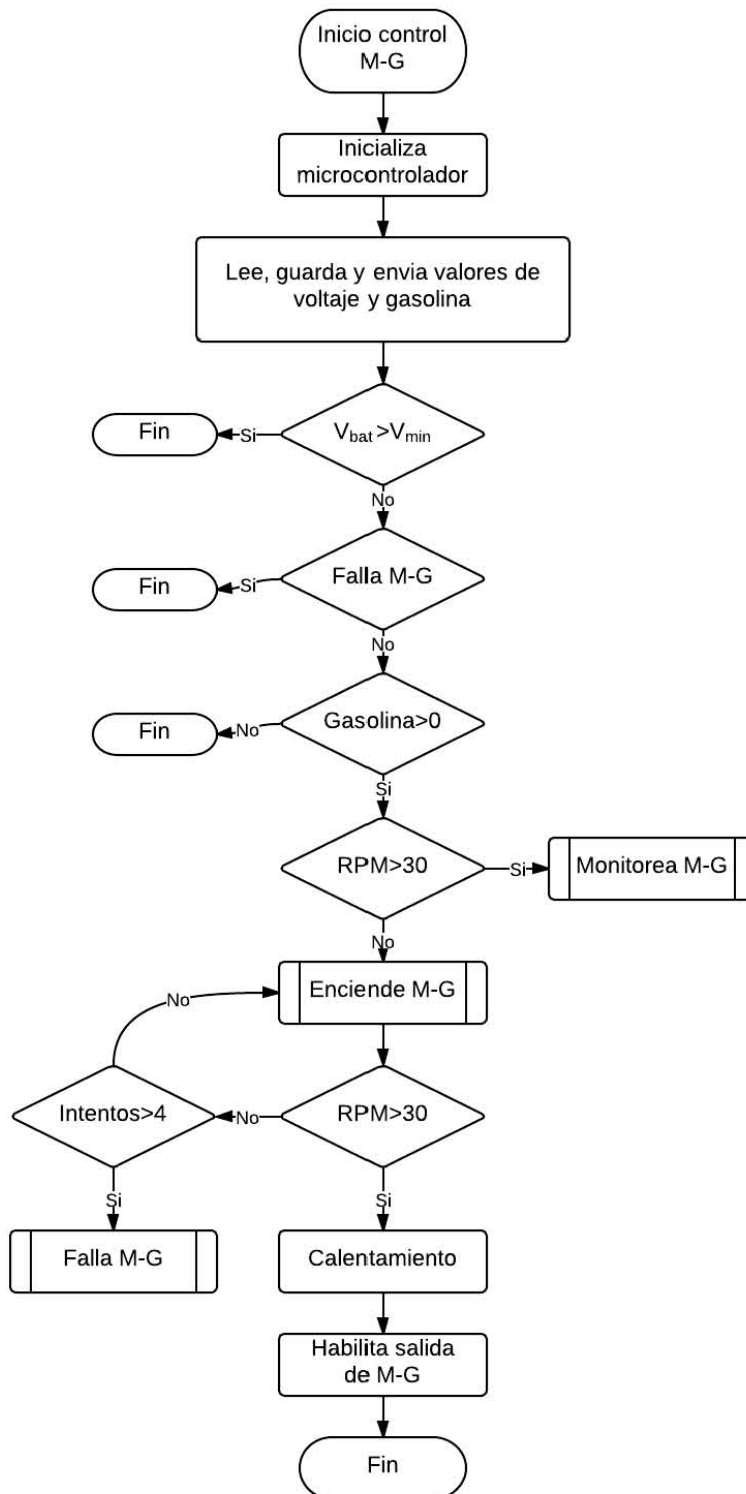 Inicio control
M-G
Inicializa
microcontrolador
Lee, guarda y envia valores de
voltaje y gasolina
Fin
Si
Vbat>Vmin
No
Fin
Si
Falla M-G
No
Fin
No
Gasolina>0
Si
RPM>30
Si
Monitorea M-G
No
No
Enciende M-G
Intentos>4
No
RPM>30
Si
Si
Falla M-G
Calentamiento
Habilita salida
de M-G
Fin